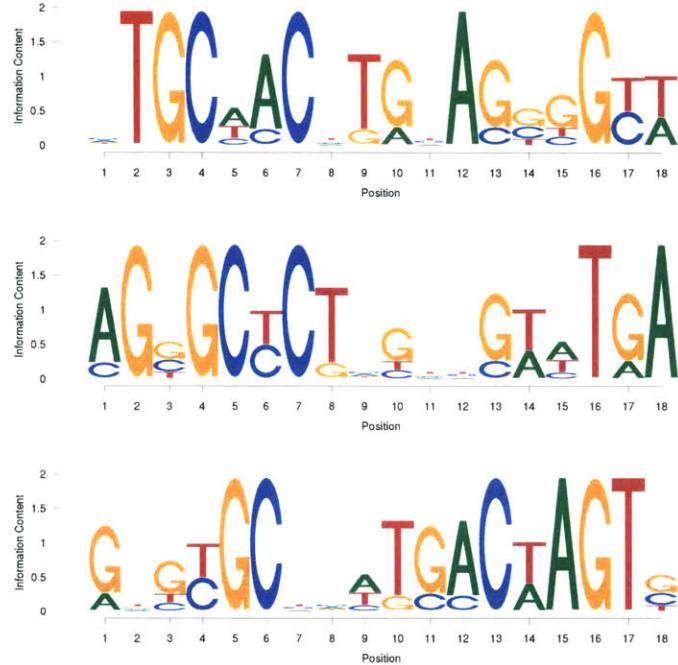 Information Content
2
1.5
1
0.5
0
T G C A A C T G A G G G G T T
T C G A C C T C A
C T C
1 2 3 4 5 6 7 8 9 10 11 12 13 14 15 16 17 18
Position
Information Content
2
1.5
1
0.5
0
A G G G C T C T G G T A T G A
C C C G T C A T A
T C C
1 2 3 4 5 6 7 8 9 10 11 12 13 14 15 16 17 18
Position
Information Content
2
1.5
1
0.5
0
G G T G C A T G A C T A G T G
A T C T G C C A C
C C T
1 2 3 4 5 6 7 8 9 10 11 12 13 14 15 16 17 18
Position